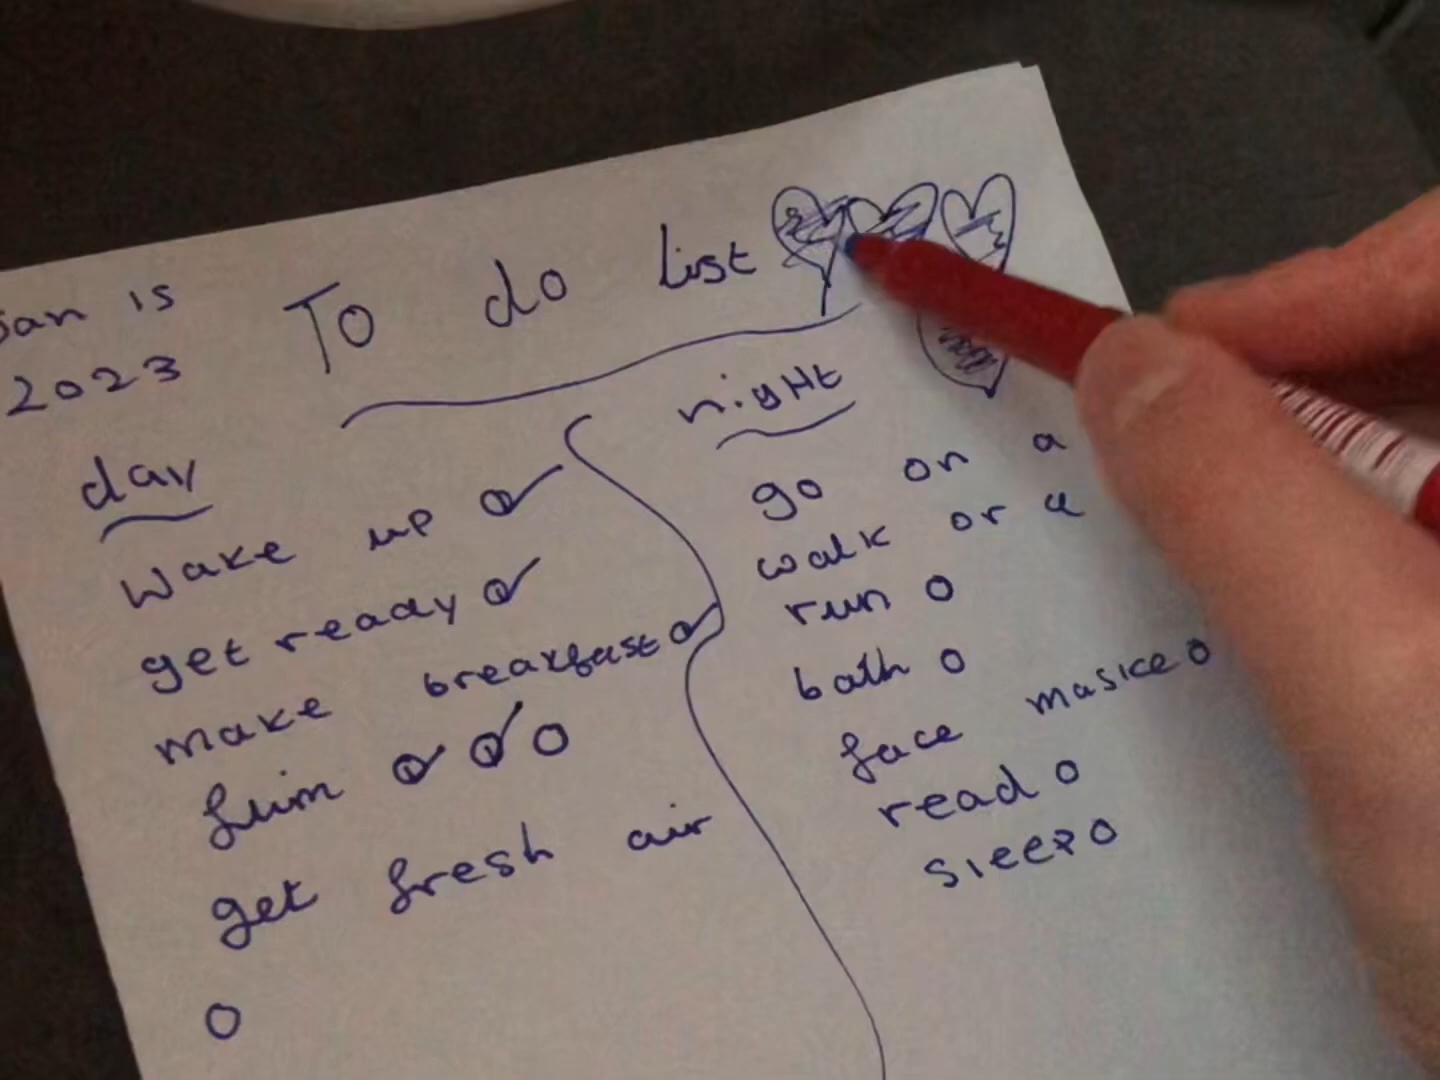 Jan 15
2023
To do list
day
wake up
get ready
make breakfast
get fresh air
night
go on a
walk or a
run
bath
face maske
read
sleep